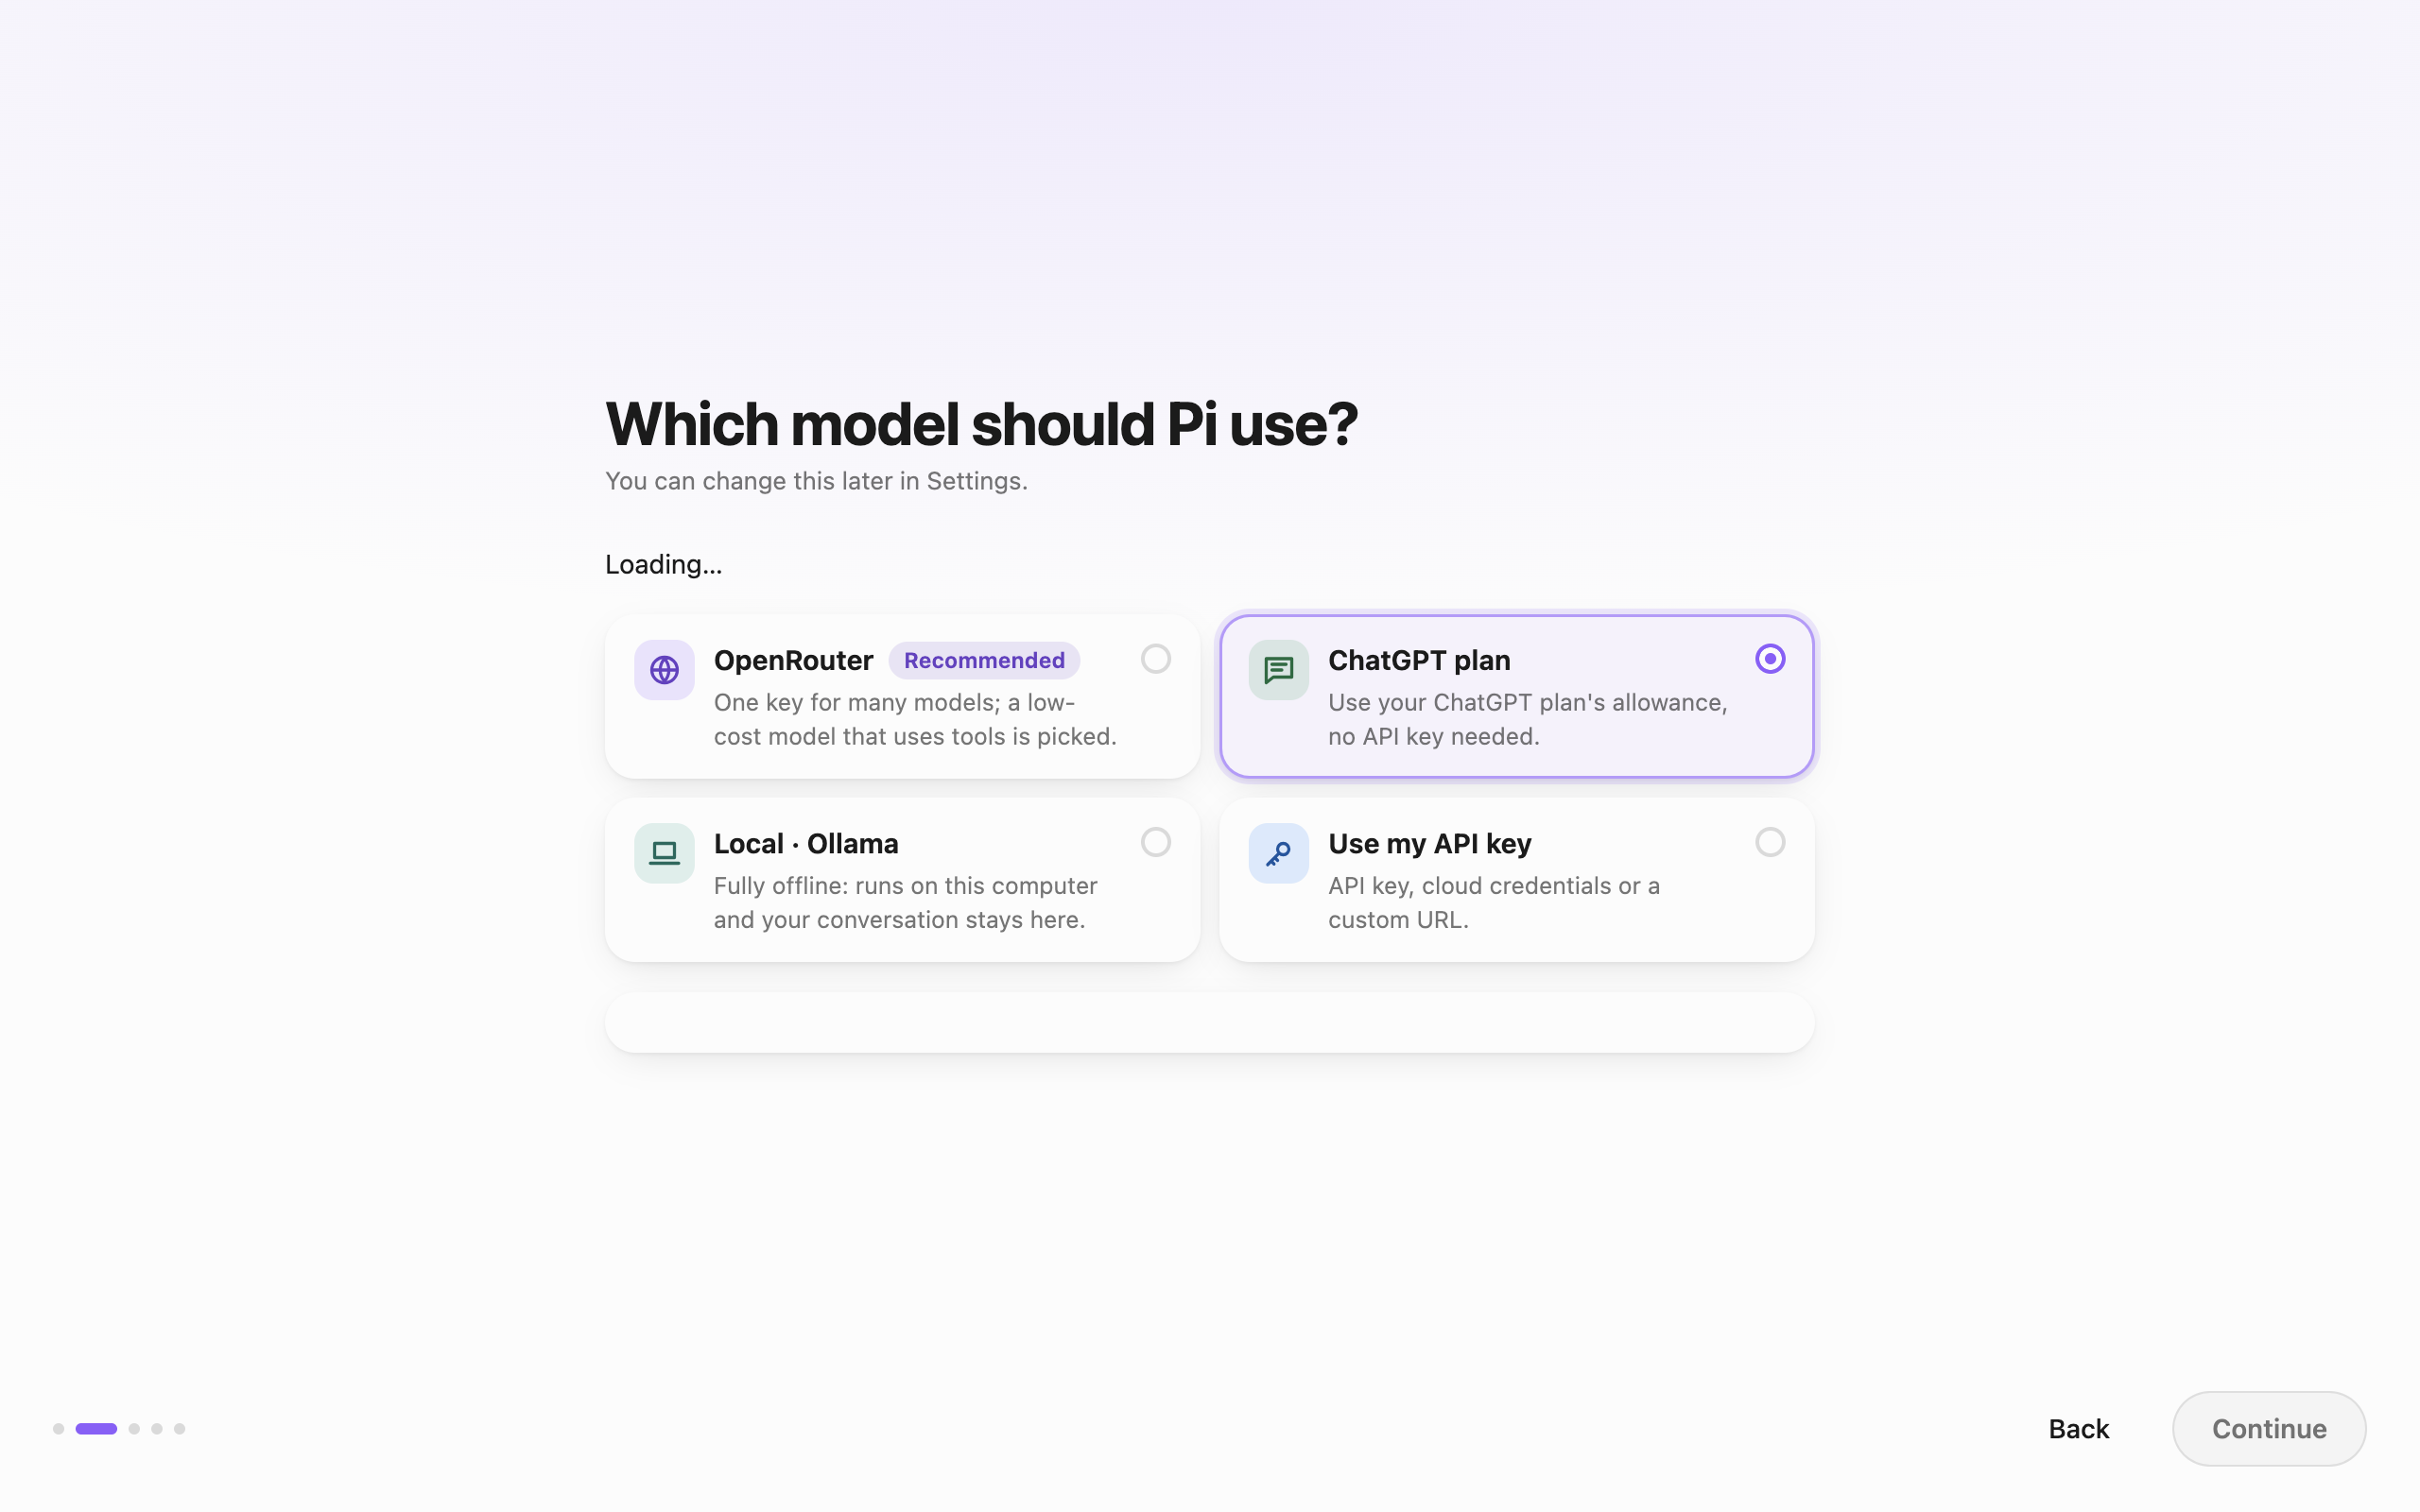 Which model should Pi use?
You can change this later in Settings.
Loading...
OpenRouter Recommended
One key for many models; a low-
cost model that uses tools is picked.
ChatGPT plan
Use your ChatGPT plan's allowance,
no API key needed.
Local · Ollama
Fully offline: runs on this computer
and your conversation stays here.
Use my API key
API key, cloud credentials or a
custom URL.
Back
Continue